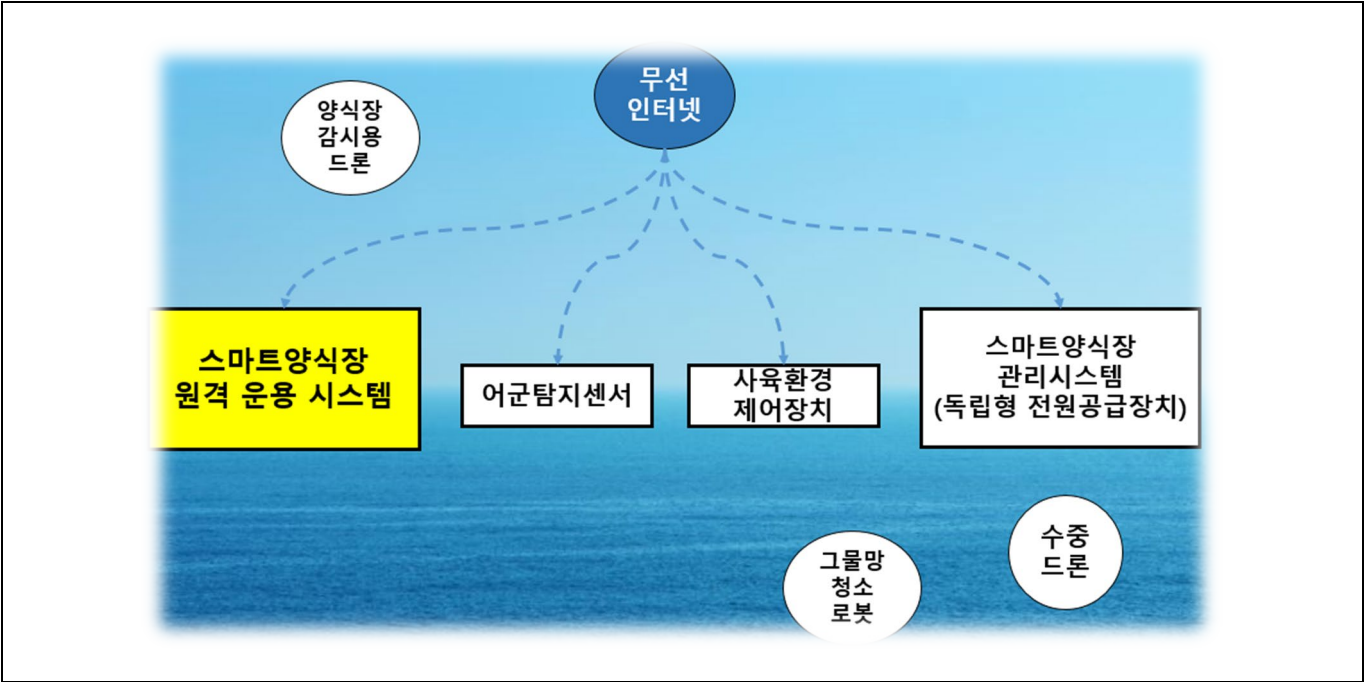 무선
인터넷
양식장
감시용
드론
스마트양식장
원격 운용 시스템
어군탐지센서
사육환경
제어장치
스마트양식장
관리시스템
(독립형 전원공급장치)
그물망
청소
로봇
수중
드론